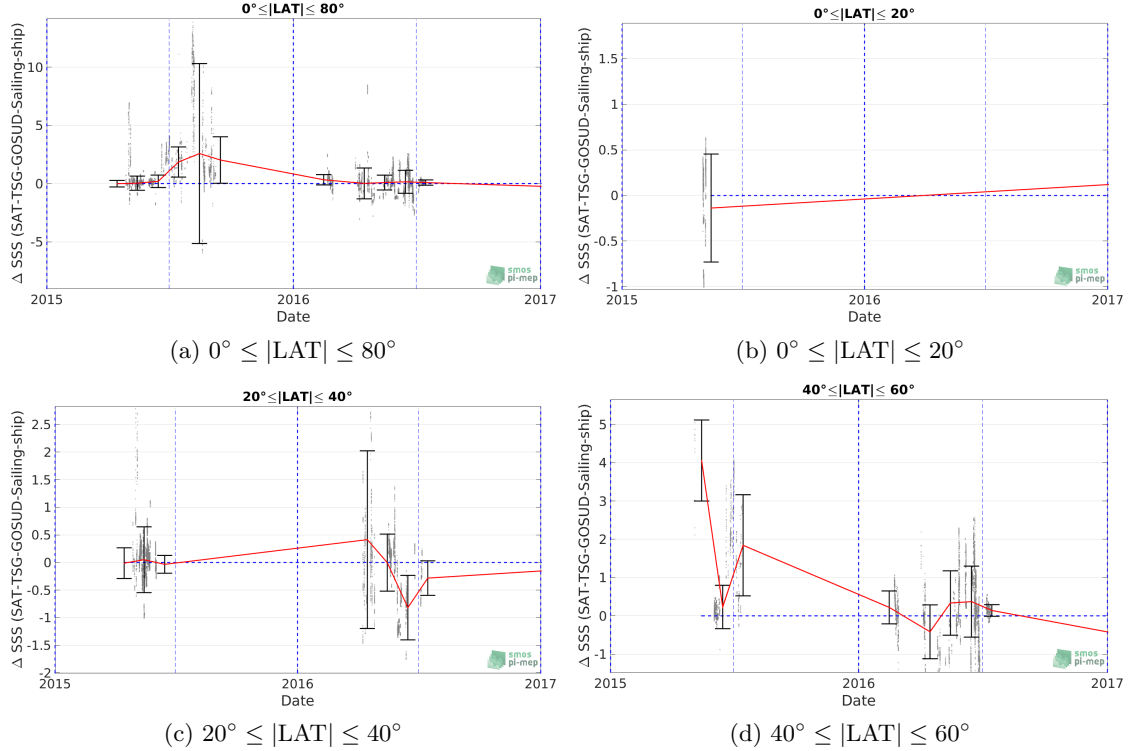 0°≤|LAT|≤ 80°
Δ SSS (SAT-TSG-GOSUD-Sailing-ship)
10
5
0
-5
2015
2016
2017
Date
smos
pi-mep
(a) 0° ≤ |LAT| ≤ 80°
0°≤|LAT|≤ 20°
Δ SSS (SAT-TSG-GOSUD-Sailing-ship)
1.5
1
0.5
0
-0.5
-1
2015
2016
2017
Date
smos
pi-mep
(b) 0° ≤ |LAT| ≤ 20°
20°≤|LAT|≤ 40°
Δ SSS (SAT-TSG-GOSUD-Sailing-ship)
2.5
2
1.5
1
0.5
0
-0.5
-1
-1.5
-2
2015
2016
2017
Date
smos
pi-mep
(c) 20° ≤ |LAT| ≤ 40°
40°≤|LAT|≤ 60°
Δ SSS (SAT-TSG-GOSUD-Sailing-ship)
5
4
3
2
1
0
-1
2015
2016
2017
Date
smos
pi-mep
(d) 40° ≤ |LAT| ≤ 60°